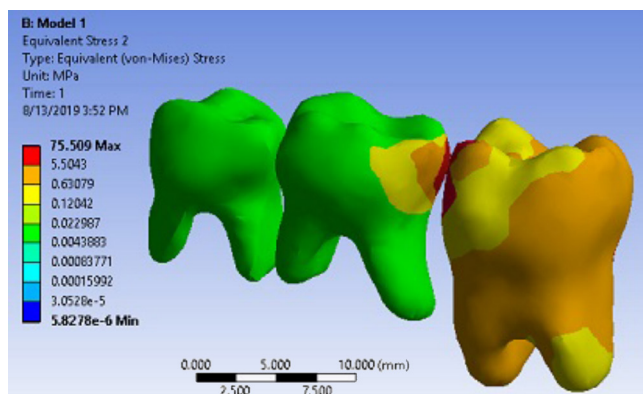 B: Model 1
Equivalent Stress 2
Type: Equivalent (von-Mises) Stress
Unit: MPa
Time: 1
8/13/2019 3:52 PM
75.509 Max
5.5043
0.63079
0.12042
0.022987
0.0043883
0.00083771
0.00015992
3.0528e-5
5.8278e-6 Min
0.000 5.000 10.000 (mm)
2.500 7.500